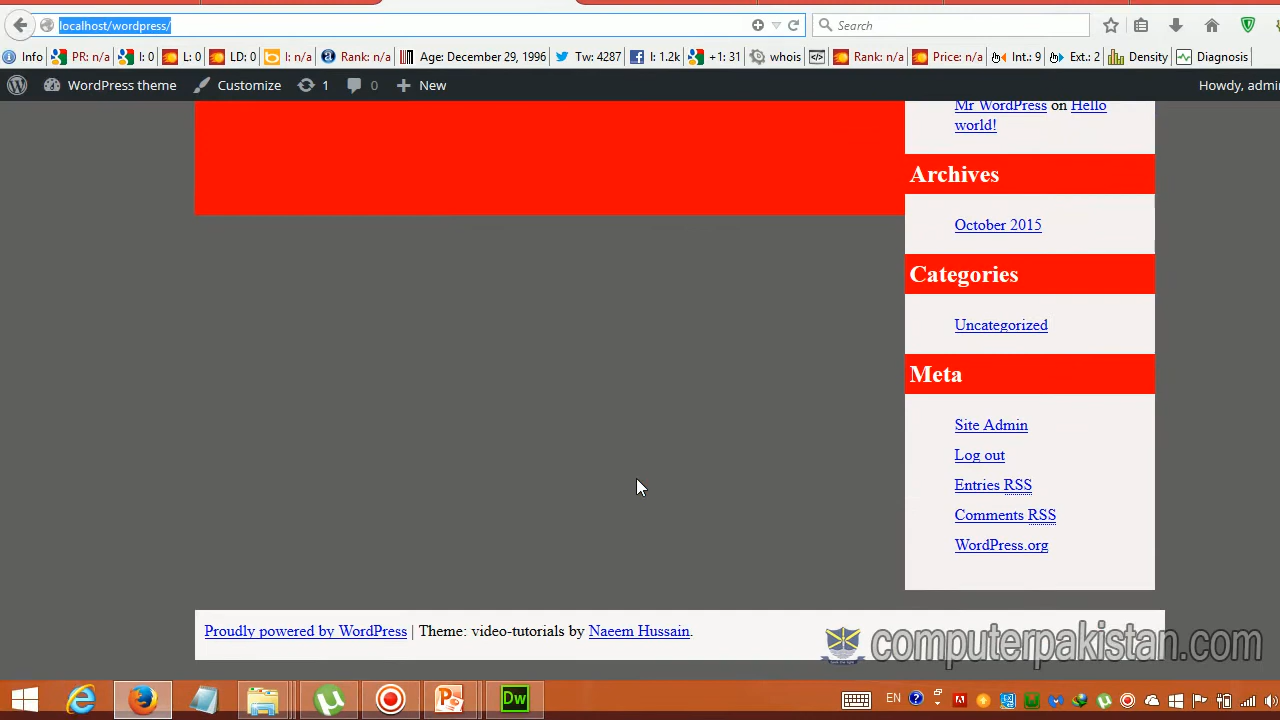 localhost/wordpress/
Search
Info PR: n/a I: 0 L: 0 LD: 0 I: n/a Rank: n/a Age: December 29, 1996 Tw: 4287 I: 1.2k +1: 31 whois Rank: n/a Price: n/a Int.: 9 Ext.: 2 Density Diagnosis
WordPress theme Customize 1 0 New Howdy, admin
Mr WordPress on Hello
world!
Archives
October 2015
Categories
Uncategorized
Meta
Site Admin
Log out
Entries RSS
Comments RSS
WordPress.org
Proudly powered by WordPress | Theme: video-tutorials by Naeem Hussain.
computerpakistan.com
Dw
EN